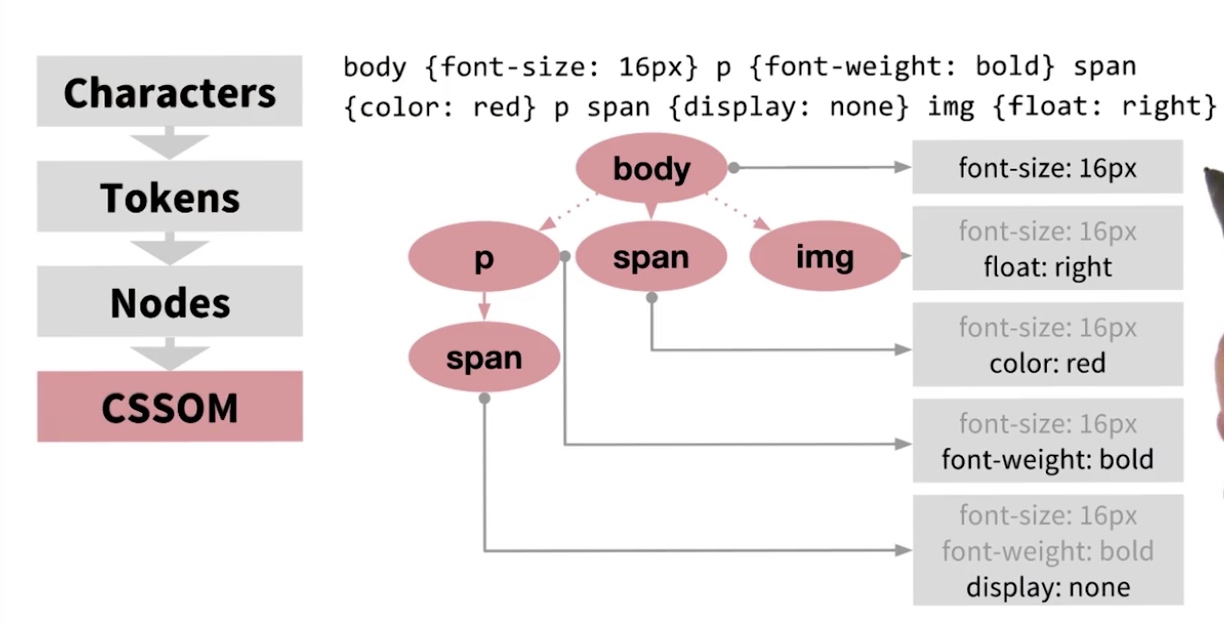 Characters
Tokens
Nodes
CSSOM
body {font-size: 16px} p {font-weight: bold} span
{color: red} p span {display: none} img {float: right}
body
p
span
img
span
font-size: 16px
font-size: 16px
float: right
font-size: 16px
color: red
font-size: 16px
font-weight: bold
font-size: 16px
font-weight: bold
display: none